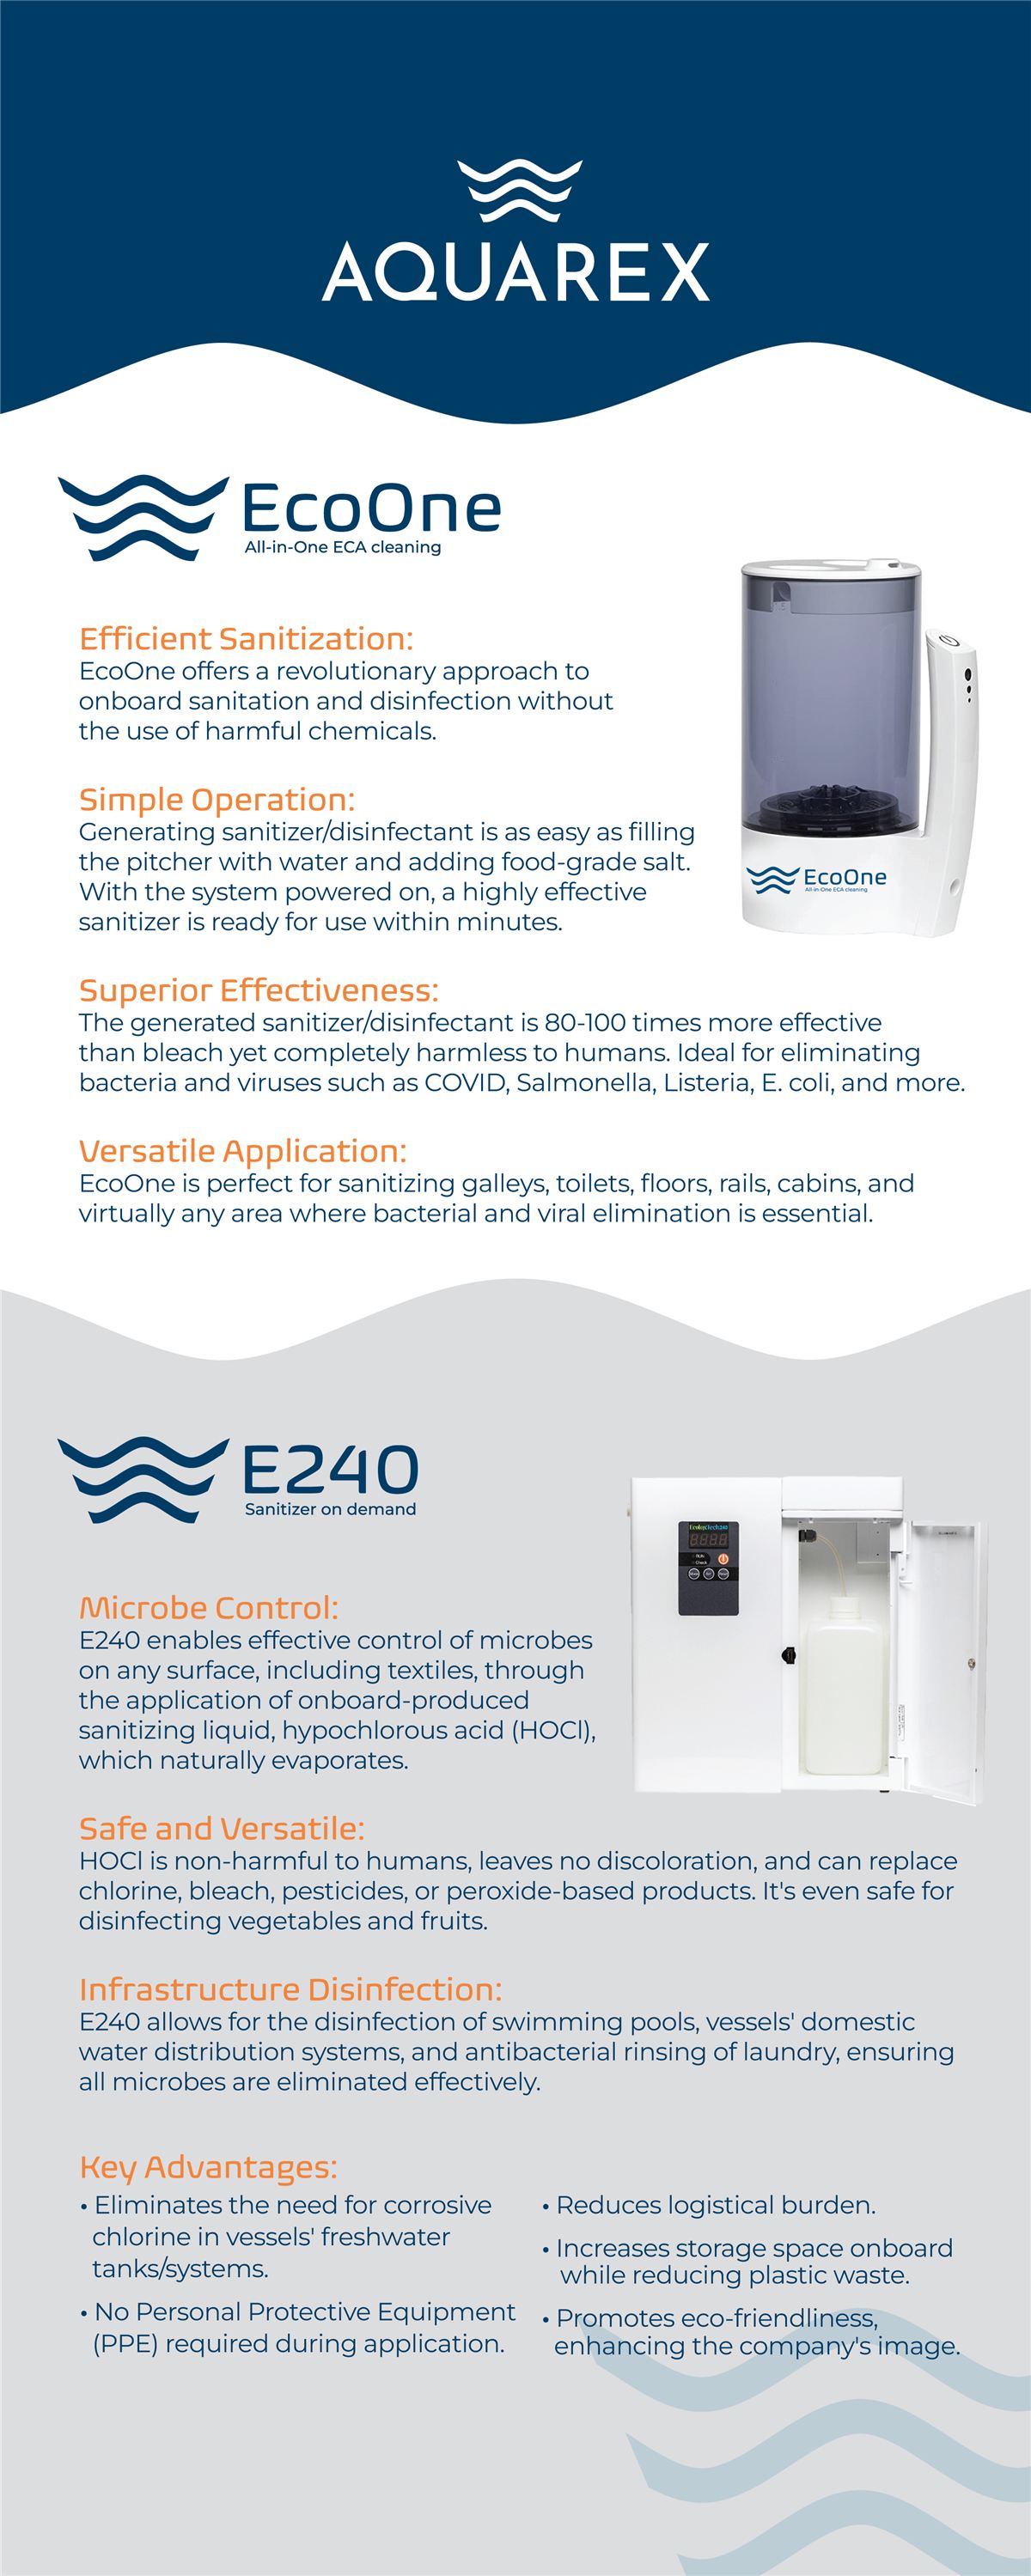 AQUAREX
EcoOne
All-in-One ECA cleaning
Efficient Sanitization:
EcoOne offers a revolutionary approach to
onboard sanitation and disinfection without
the use of harmful chemicals.
Simple Operation:
Generating sanitizer/disinfectant is as easy as filling
the pitcher with water and adding food-grade salt.
With the system powered on, a highly effective
sanitizer is ready for use within minutes.
EcoOne
All-in-One ECA cleaning
Superior Effectiveness:
The generated sanitizer/disinfectant is 80-100 times more effective
than bleach yet completely harmless to humans. Ideal for eliminating
bacteria and viruses such as COVID, Salmonella, Listeria, E. coli, and more.
Versatile Application:
EcoOne is perfect for sanitizing galleys, toilets, floors, rails, cabins, and
virtually any area where bacterial and viral elimination is essential.
E240
Sanitizer on demand
Microbe Control:
E240 enables effective control of microbes
on any surface, including textiles, through
the application of onboard-produced
sanitizing liquid, hypochlorous acid (HOCl),
which naturally evaporates.
Safe and Versatile:
HOCl is non-harmful to humans, leaves no discoloration, and can replace
chlorine, bleach, pesticides, or peroxide-based products. It's even safe for
disinfecting vegetables and fruits.
Infrastructure Disinfection:
E240 allows for the disinfection of swimming pools, vessels' domestic
water distribution systems, and antibacterial rinsing of laundry, ensuring
all microbes are eliminated effectively.
Key Advantages:
• Eliminates the need for corrosive
chlorine in vessels' freshwater
tanks/systems.
• No Personal Protective Equipment
(PPE) required during application.
• Reduces logistical burden.
• Increases storage space onboard
while reducing plastic waste.
• Promotes eco-friendliness,
enhancing the company's image.